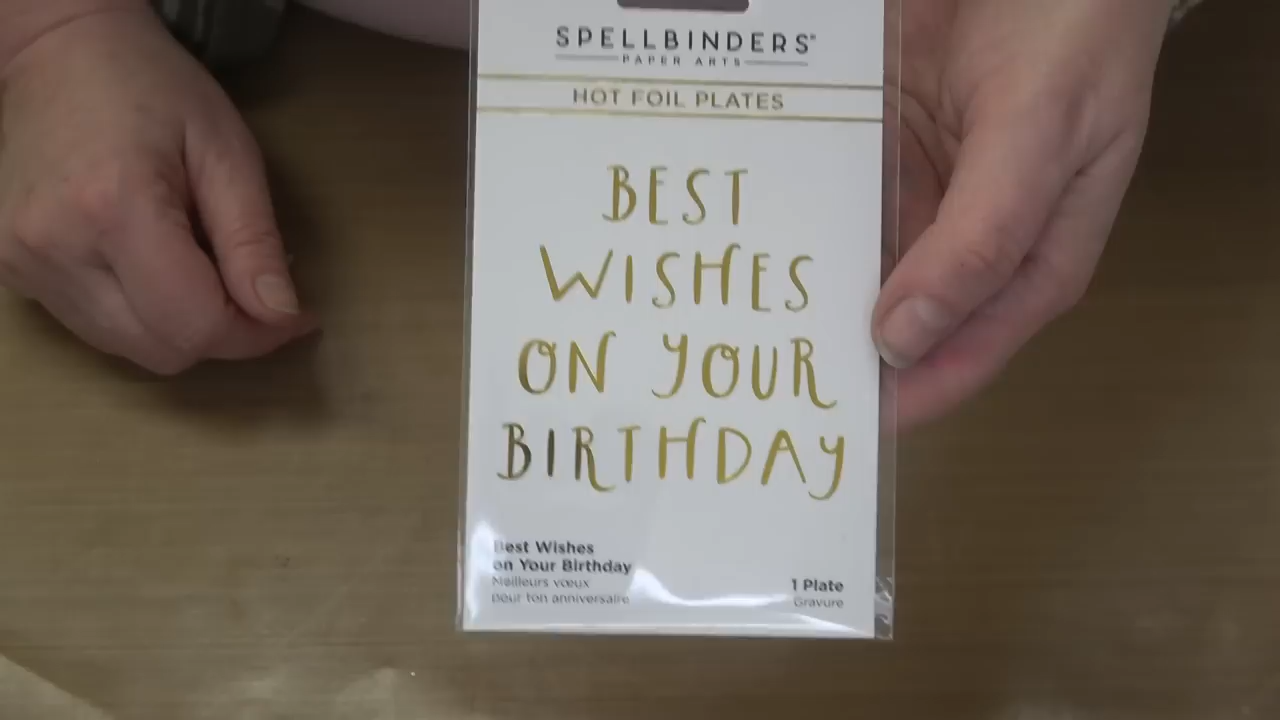 SPELLBINDERS®
PAPER ARTS
HOT FOIL PLATES
BEST
WISHES
ON YOUR
BIRTHDAY
Best Wishes
on Your Birthday
Meilleurs vœux
pour ton anniversaire
1 Plate
Gravure